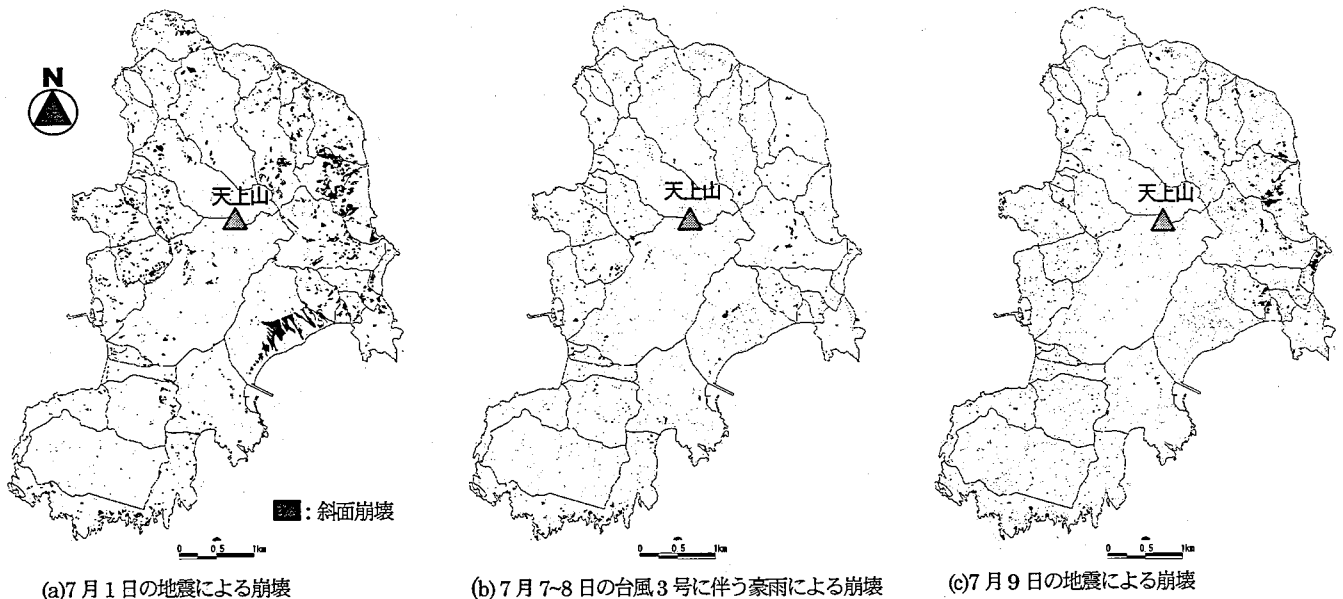 N
天上山
天上山
天上山
:斜面崩壊
0 0.5 1km
0 0.5 1km
0 0.5 1km
(a)7月1日の地震による崩壊
(b)7月7~8日の台風3号に伴う豪雨による崩壊
(c)7月9日の地震による崩壊